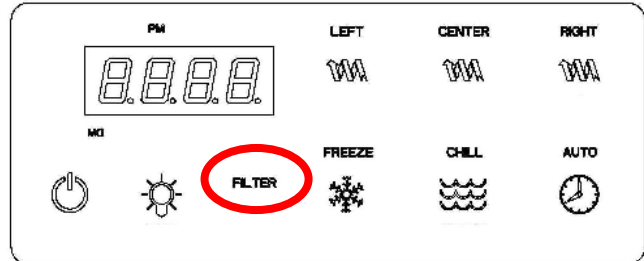 PM LEFT CENTER RIGHT
8.8.8.8.
MO
FILTER FREEZE CHILL AUTO